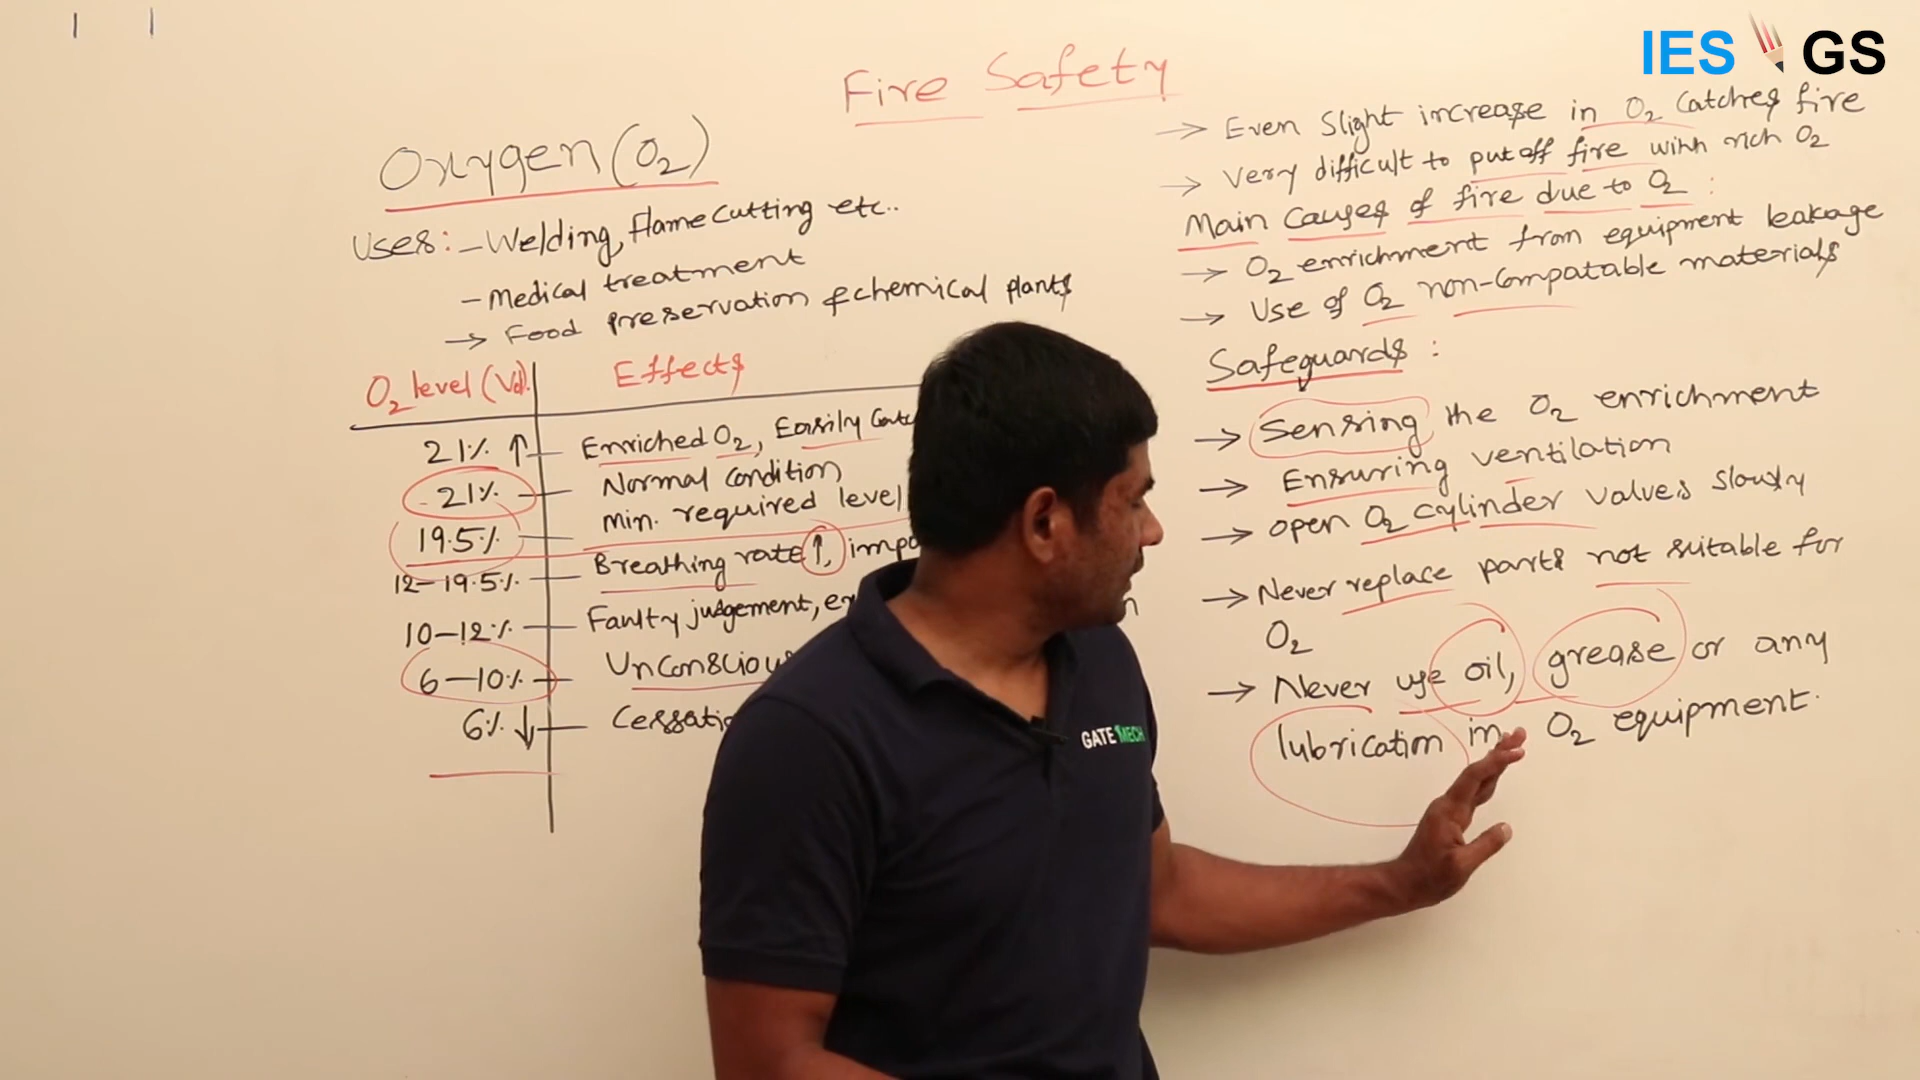 IES GS
Fire Safety
Oxygen (O2)
Uses: - Welding, flame cutting etc..
- Medical treatment
→ Food preservation & chemical plants
O2 level (Vol). Effects
21% ↑ Enriched O2, Easily
21% Normal condition
19.5% min. required level
12-19.5% Breathing rate ↑,
10-12% Faulty judgement,
6-10%
6% ↓
→ Even slight increase in O2 catches fire
→ Very difficult to put off fire with rich O2
Main causes of fire due to O2 :
→ O2 enrichment from equipment leakage
→ Use of O2 non-compatable materials
Safeguards :
→ Sensing the O2 enrichment
→ Ensuring ventilation
→ open O2 cylinder valves slowly
→ Never replace parts not suitable for
O2
→ Never use oil, grease or any
lubrication in O2 equipment.
GATE MECH